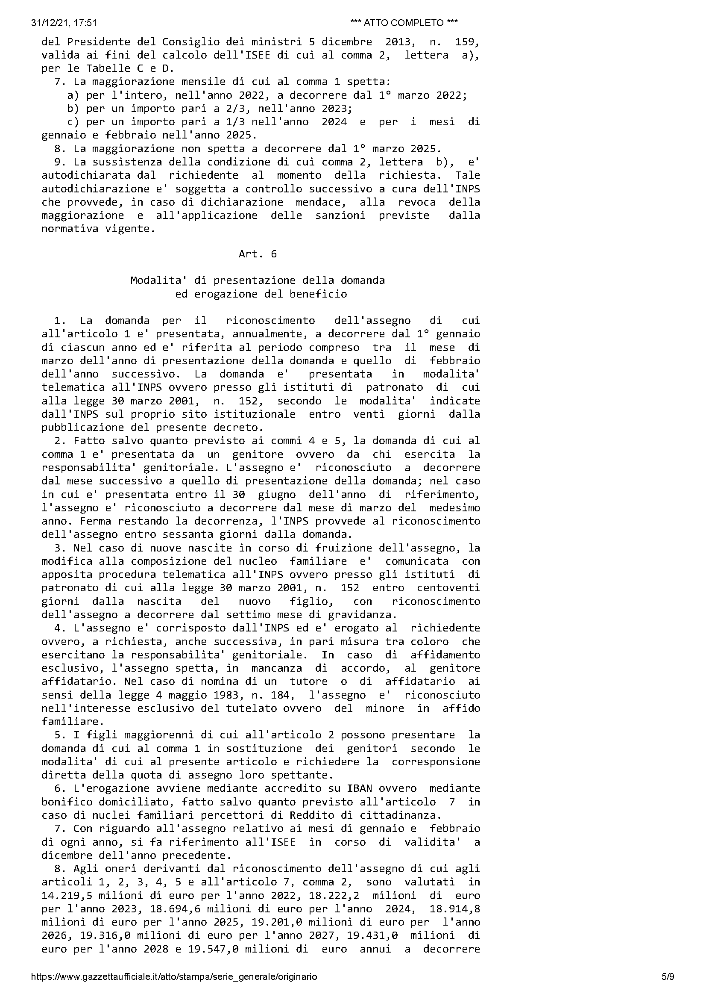 31/12/21, 17:51 *** ATTO COMPLETO ***
del Presidente del Consiglio dei ministri 5 dicembre 2013, n. 159,
valida ai fini del calcolo dell'ISEE di cui al comma 2, lettera a),
per le Tabelle C e D.
7. La maggiorazione mensile di cui al comma 1 spetta:
a) per l'intero, nell'anno 2022, a decorrere dal 1° marzo 2022;
b) per un importo pari a 2/3, nell'anno 2023;
c) per un importo pari a 1/3 nell'anno 2024 e per i mesi di
gennaio e febbraio nell'anno 2025.
8. La maggiorazione non spetta a decorrere dal 1° marzo 2025.
9. La sussistenza della condizione di cui comma 2, lettera b), e'
autodichiarata dal richiedente al momento della richiesta. Tale
autodichiarazione e' soggetta a controllo successivo a cura dell'INPS
che provvede, in caso di dichiarazione mendace, alla revoca della
maggiorazione e all'applicazione delle sanzioni previste dalla
normativa vigente.
Art. 6
Modalita' di presentazione della domanda
ed erogazione del beneficio
1. La domanda per il riconoscimento dell'assegno di cui
all'articolo 1 e' presentata, annualmente, a decorrere dal 1° gennaio
di ciascun anno ed e' riferita al periodo compreso tra il mese di
marzo dell'anno di presentazione della domanda e quello di febbraio
dell'anno successivo. La domanda e' presentata in modalita'
telematica all'INPS ovvero presso gli istituti di patronato di cui
alla legge 30 marzo 2001, n. 152, secondo le modalita' indicate
dall'INPS sul proprio sito istituzionale entro venti giorni dalla
pubblicazione del presente decreto.
2. Fatto salvo quanto previsto ai commi 4 e 5, la domanda di cui al
comma 1 e' presentata da un genitore ovvero da chi esercita la
responsabilita' genitoriale. L'assegno e' riconosciuto a decorrere
dal mese successivo a quello di presentazione della domanda; nel caso
in cui e' presentata entro il 30 giugno dell'anno di riferimento,
l'assegno e' riconosciuto a decorrere dal mese di marzo del medesimo
anno. Ferma restando la decorrenza, l'INPS provvede al riconoscimento
dell'assegno entro sessanta giorni dalla domanda.
3. Nel caso di nuove nascite in corso di fruizione dell'assegno, la
modifica alla composizione del nucleo familiare e' comunicata con
apposita procedura telematica all'INPS ovvero presso gli istituti di
patronato di cui alla legge 30 marzo 2001, n. 152 entro centoventi
giorni dalla nascita del nuovo figlio, con riconoscimento
dell'assegno a decorrere dal settimo mese di gravidanza.
4. L'assegno e' corrisposto dall'INPS ed e' erogato al richiedente
ovvero, a richiesta, anche successiva, in pari misura tra coloro che
esercitano la responsabilita' genitoriale. In caso di affidamento
esclusivo, l'assegno spetta, in mancanza di accordo, al genitore
affidatario. Nel caso di nomina di un tutore o di affidatario ai
sensi della legge 4 maggio 1983, n. 184, l'assegno e' riconosciuto
nell'interesse esclusivo del tutelato ovvero del minore in affido
familiare.
5. I figli maggiorenni di cui all'articolo 2 possono presentare la
domanda di cui al comma 1 in sostituzione dei genitori secondo le
modalita' di cui al presente articolo e richiedere la corresponsione
diretta della quota di assegno loro spettante.
6. L'erogazione avviene mediante accredito su IBAN ovvero mediante
bonifico domiciliato, fatto salvo quanto previsto all'articolo 7 in
caso di nuclei familiari percettori di Reddito di cittadinanza.
7. Con riguardo all'assegno relativo ai mesi di gennaio e febbraio
di ogni anno, si fa riferimento all'ISEE in corso di validita' a
dicembre dell'anno precedente.
8. Agli oneri derivanti dal riconoscimento dell'assegno di cui agli
articoli 1, 2, 3, 4, 5 e all'articolo 7, comma 2, sono valutati in
14.219,5 milioni di euro per l'anno 2022, 18.222,2 milioni di euro
per l'anno 2023, 18.694,6 milioni di euro per l'anno 2024, 18.914,8
milioni di euro per l'anno 2025, 19.201,0 milioni di euro per l'anno
2026, 19.316,0 milioni di euro per l'anno 2027, 19.431,0 milioni di
euro per l'anno 2028 e 19.547,0 milioni di euro annui a decorrere
https://www.gazzettaufficiale.it/atto/stampa/serie_generale/originario 5/9